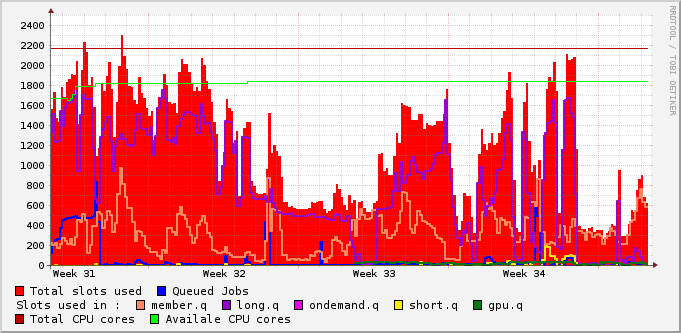 2400
2200
2000
1800
1600
1400
1200
1000
800
600
400
200
0
Week 31 Week 32 Week 33 Week 34
RRDTOOL / TOBI OETIKER
Total slots used Queued Jobs
Slots used in : member.q long.q ondemand.q short.q gpu.q
Total CPU cores Availale CPU cores